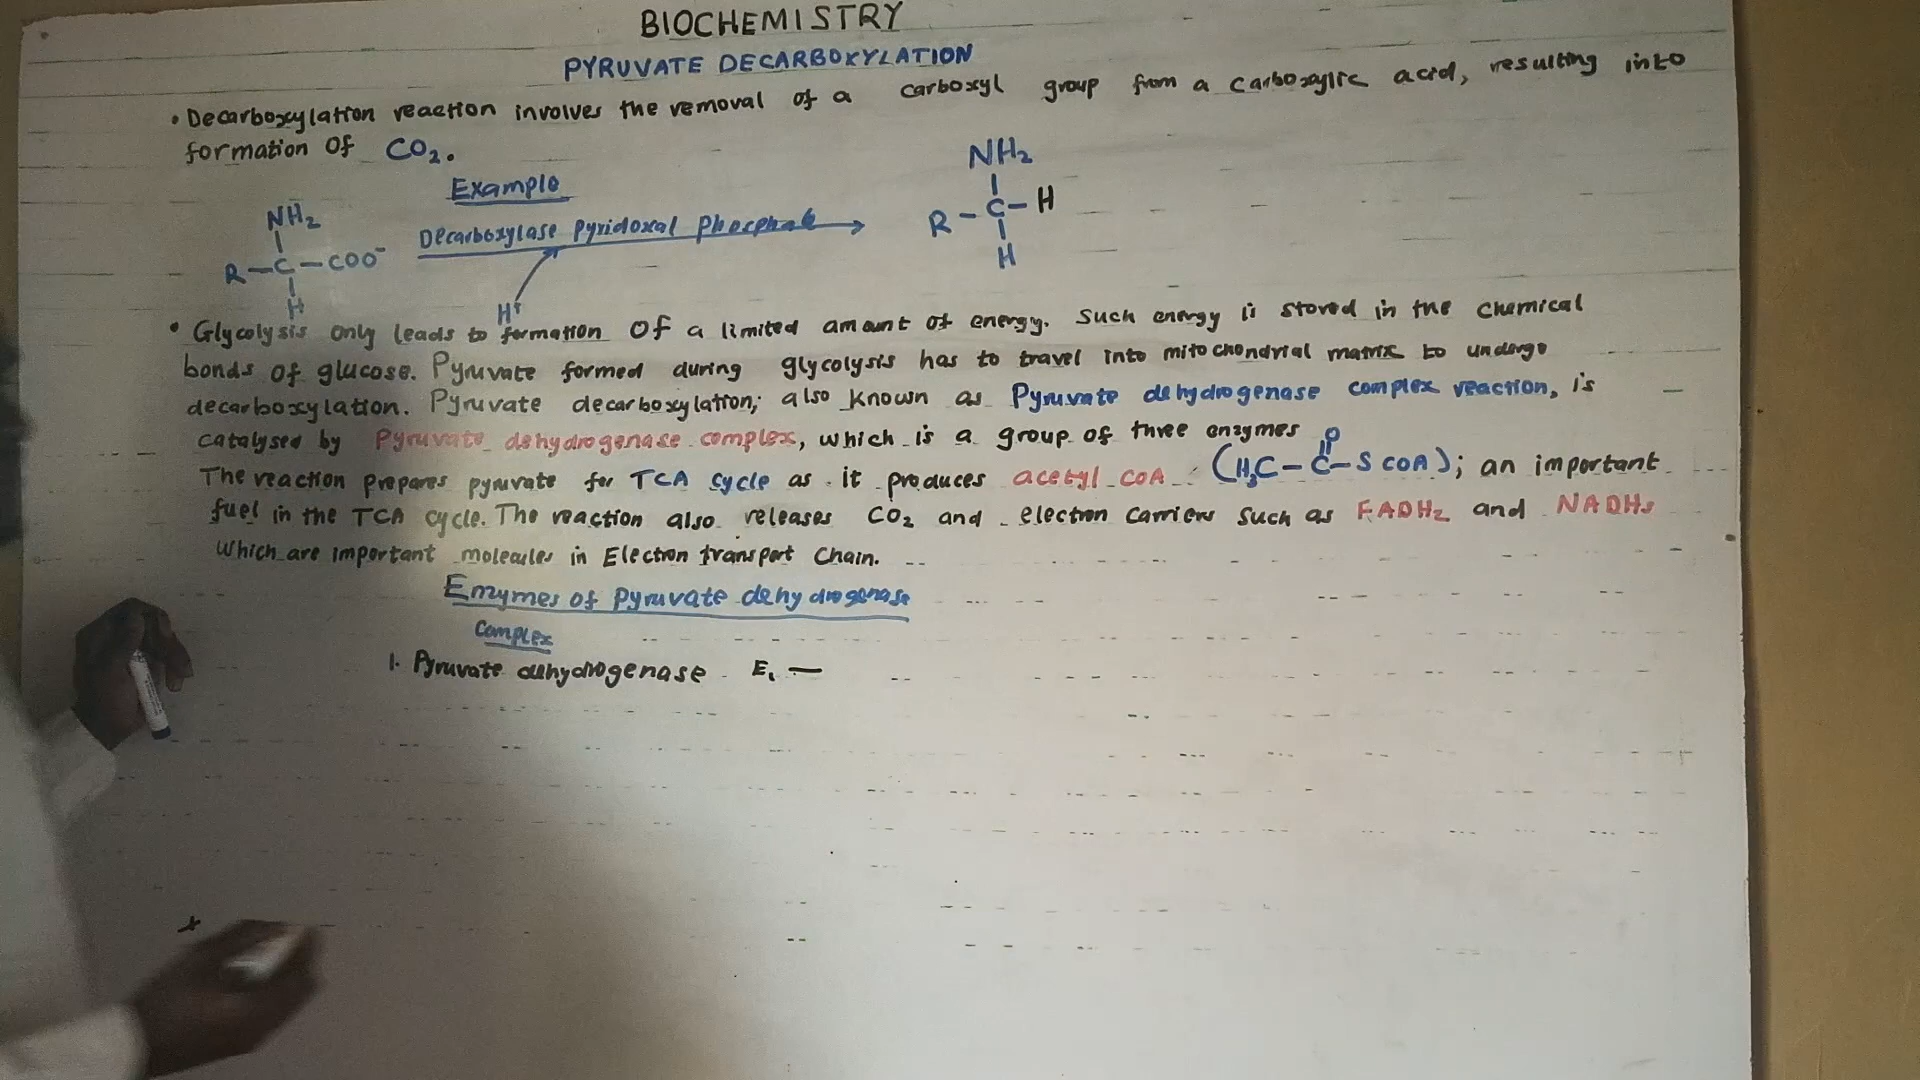 BIOCHEMISTRY
PYRUVATE DECARBOXYLATION
• Decarboxylation reaction involves the removal of a carboxyl group from a carboxylic acid, resulting into
formation of CO₂.
Example
NH₂
R-C-COO⁻
H
Decarboxylase Pyridoxal Phosphate
H⁺
NH₂
R-C-H
H
• Glycolysis only leads to formation of a limited amount of energy. Such energy is stored in the chemical
bonds of glucose. Pyruvate formed during glycolysis has to travel into mitochondrial matrix to undergo
decarboxylation. Pyruvate decarboxylation; also known as Pyruvate dehydrogenase complex reaction, is
catalysed by Pyruvate dehydrogenase complex, which is a group of three enzymes
The reaction prepares pyruvate for TCA cycle as it produces acetyl coA (H₃C-C-S COA); an important
O
fuel in the TCA cycle. The reaction also releases CO₂ and electron carriers such as FADH₂ and NADHs
Which are important molecules in Electron transport Chain.
Enzymes of Pyruvate dehydrogenase
Complex
1. Pyruvate dehydrogenase E₁ —